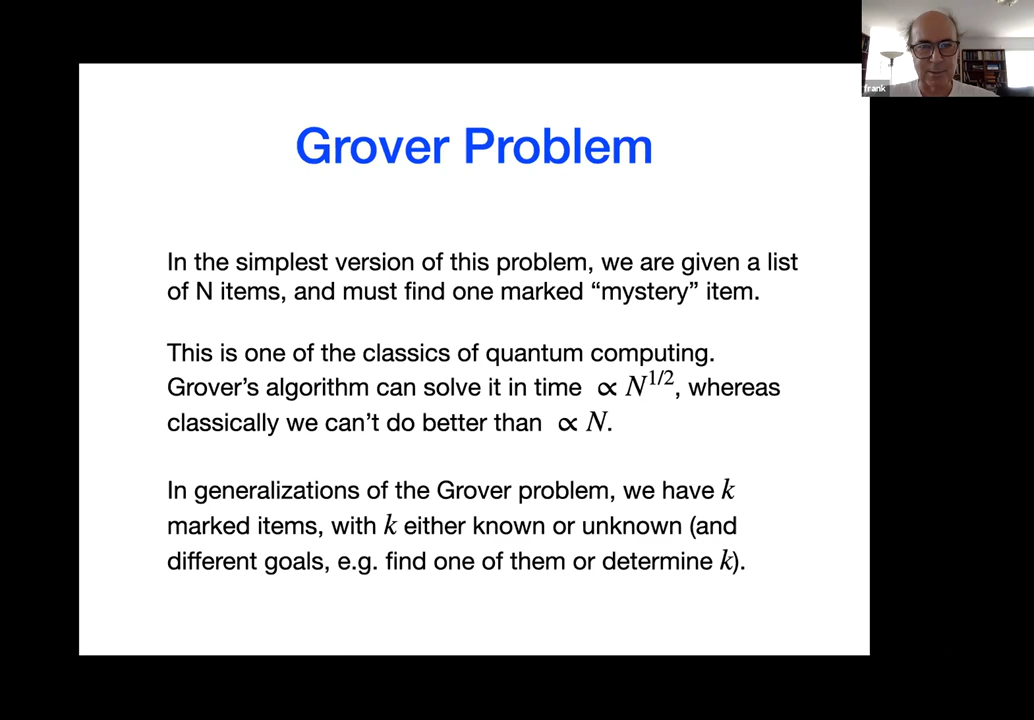 frank
Grover Problem
In the simplest version of this problem, we are given a list
of N items, and must find one marked “mystery” item.
This is one of the classics of quantum computing.
Grover’s algorithm can solve it in time ∝ N^{1/2}, whereas
classically we can’t do better than ∝ N.
In generalizations of the Grover problem, we have k
marked items, with k either known or unknown (and
different goals, e.g. find one of them or determine k).